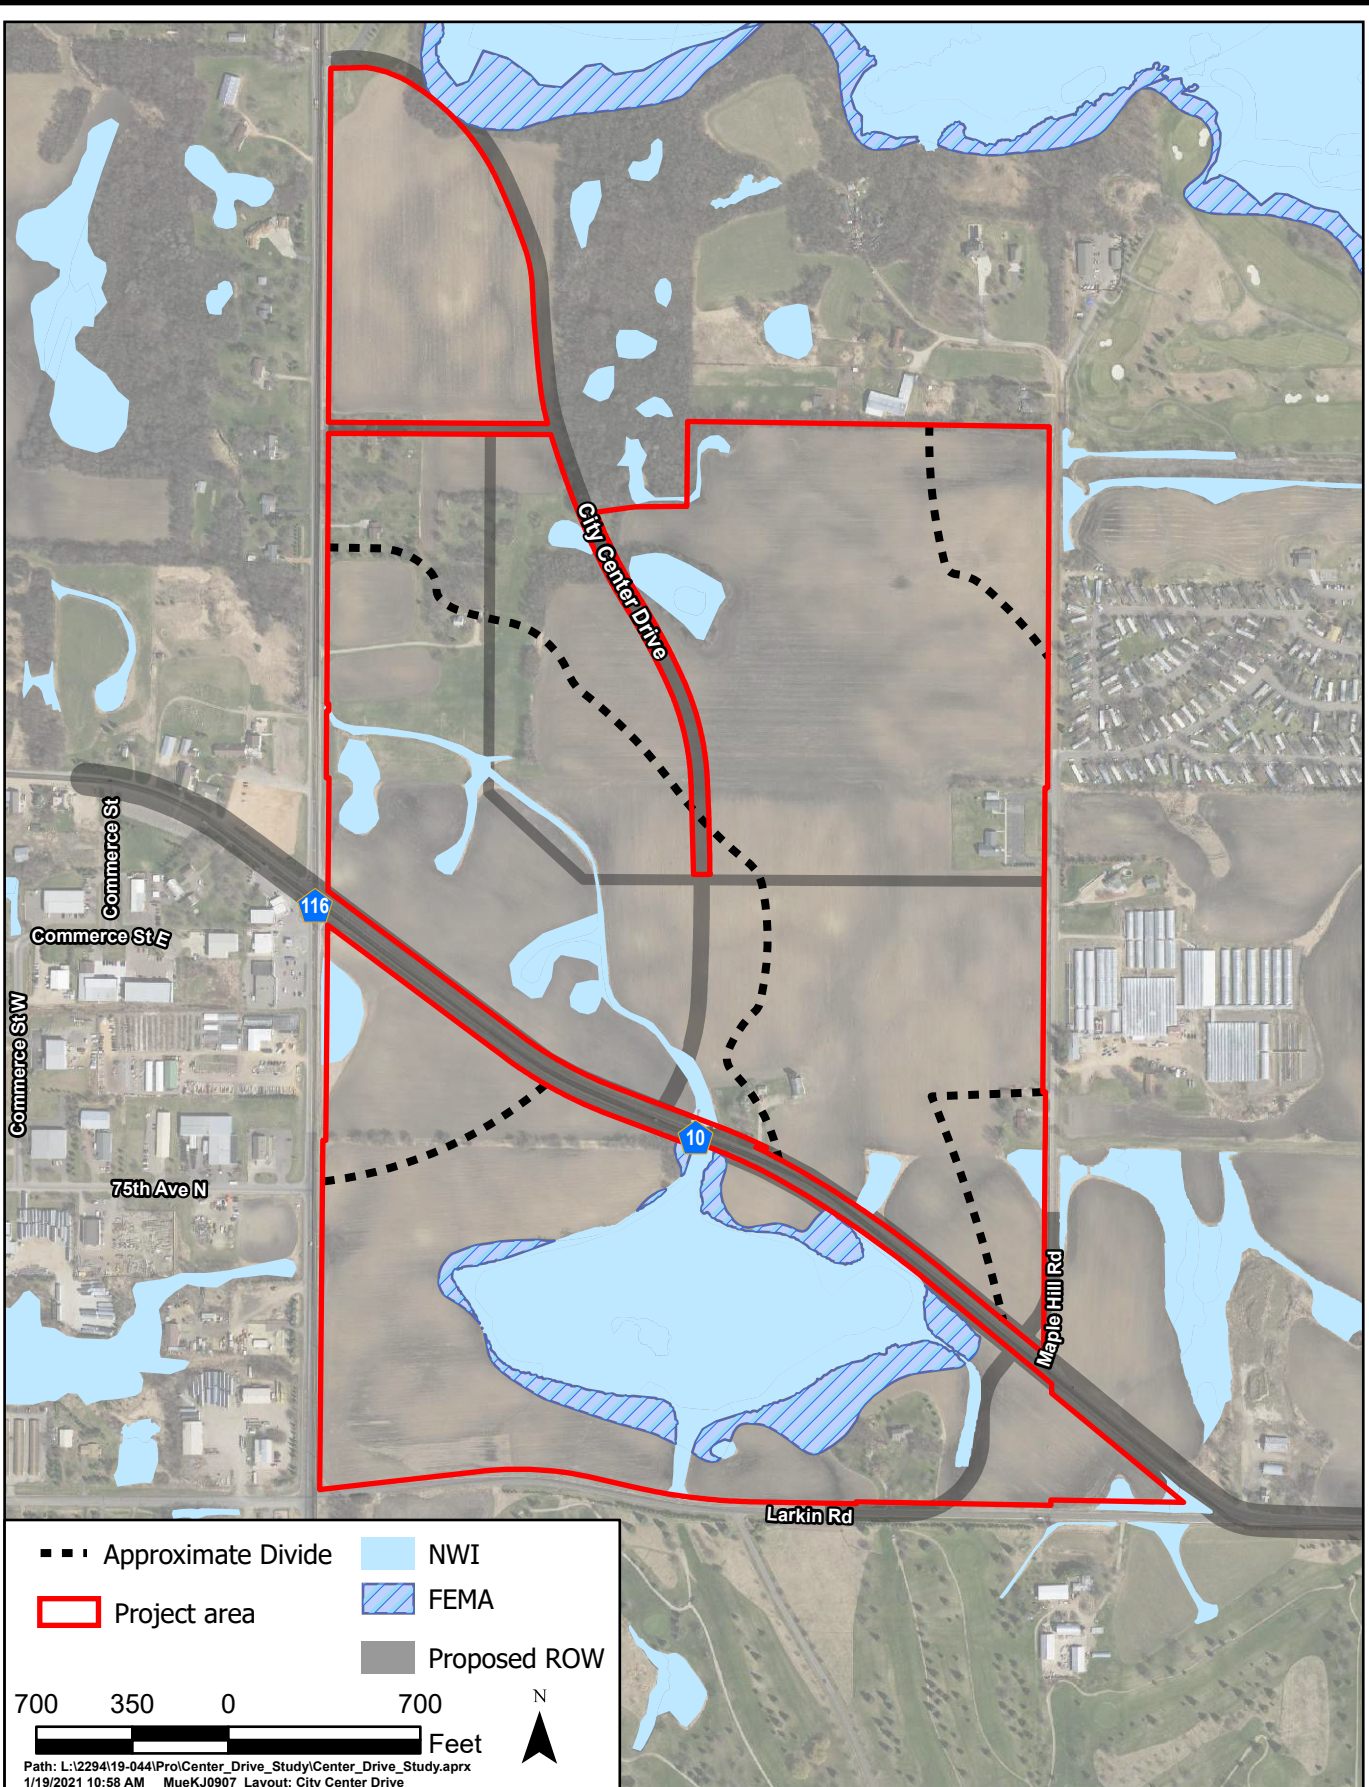 City Center Drive
Commerce St
116
Commerce St E
Commerce St W
10
75th Ave N
Maple Hill Rd
Larkin Rd
Approximate Divide
NWI
Project area
FEMA
Proposed ROW
700 350 0 700
Feet
N
Path: L:\2294\19-044\Pro\Center_Drive_Study\Center_Drive_Study.aprx
1/19/2021 10:58 AM MueKJ0907 Layout: City Center Drive